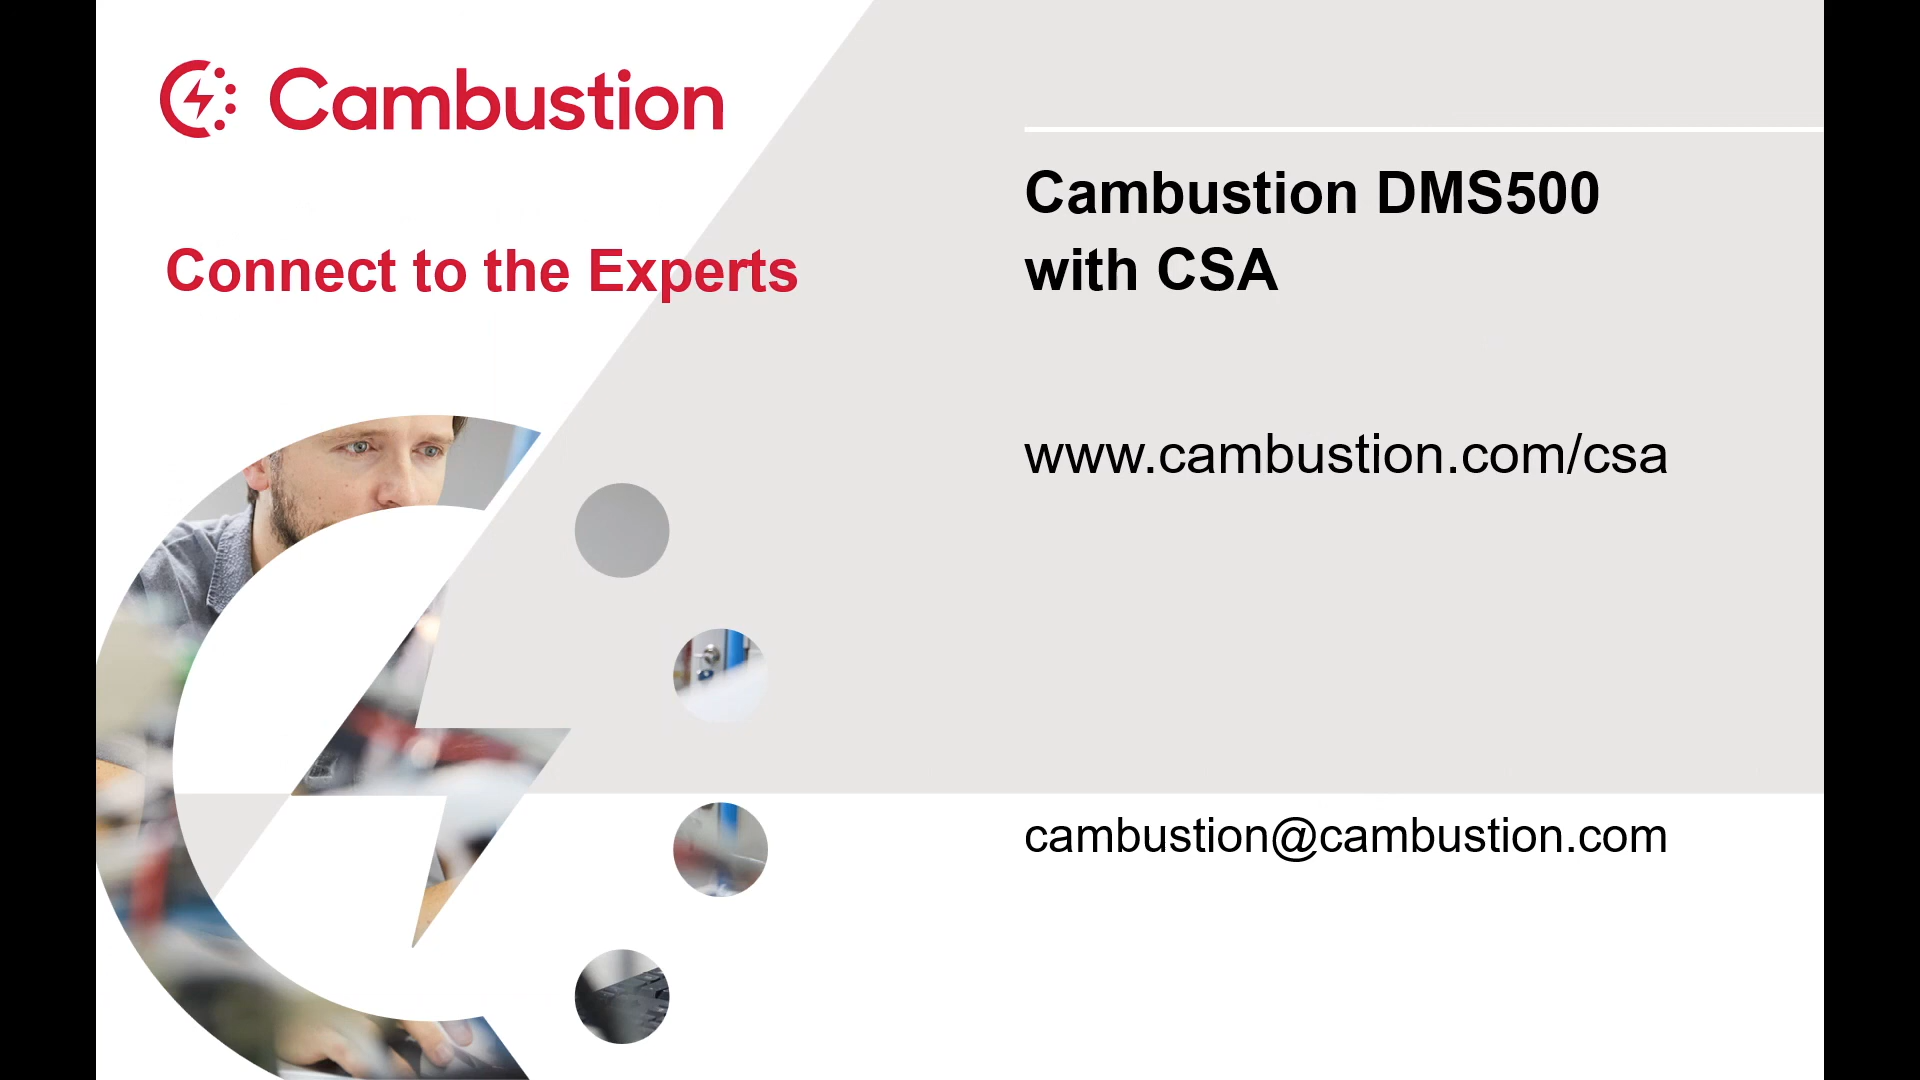 Cambustion
Connect to the Experts
Cambustion DMS500
with CSA
www.cambustion.com/csa
cambustion@cambustion.com